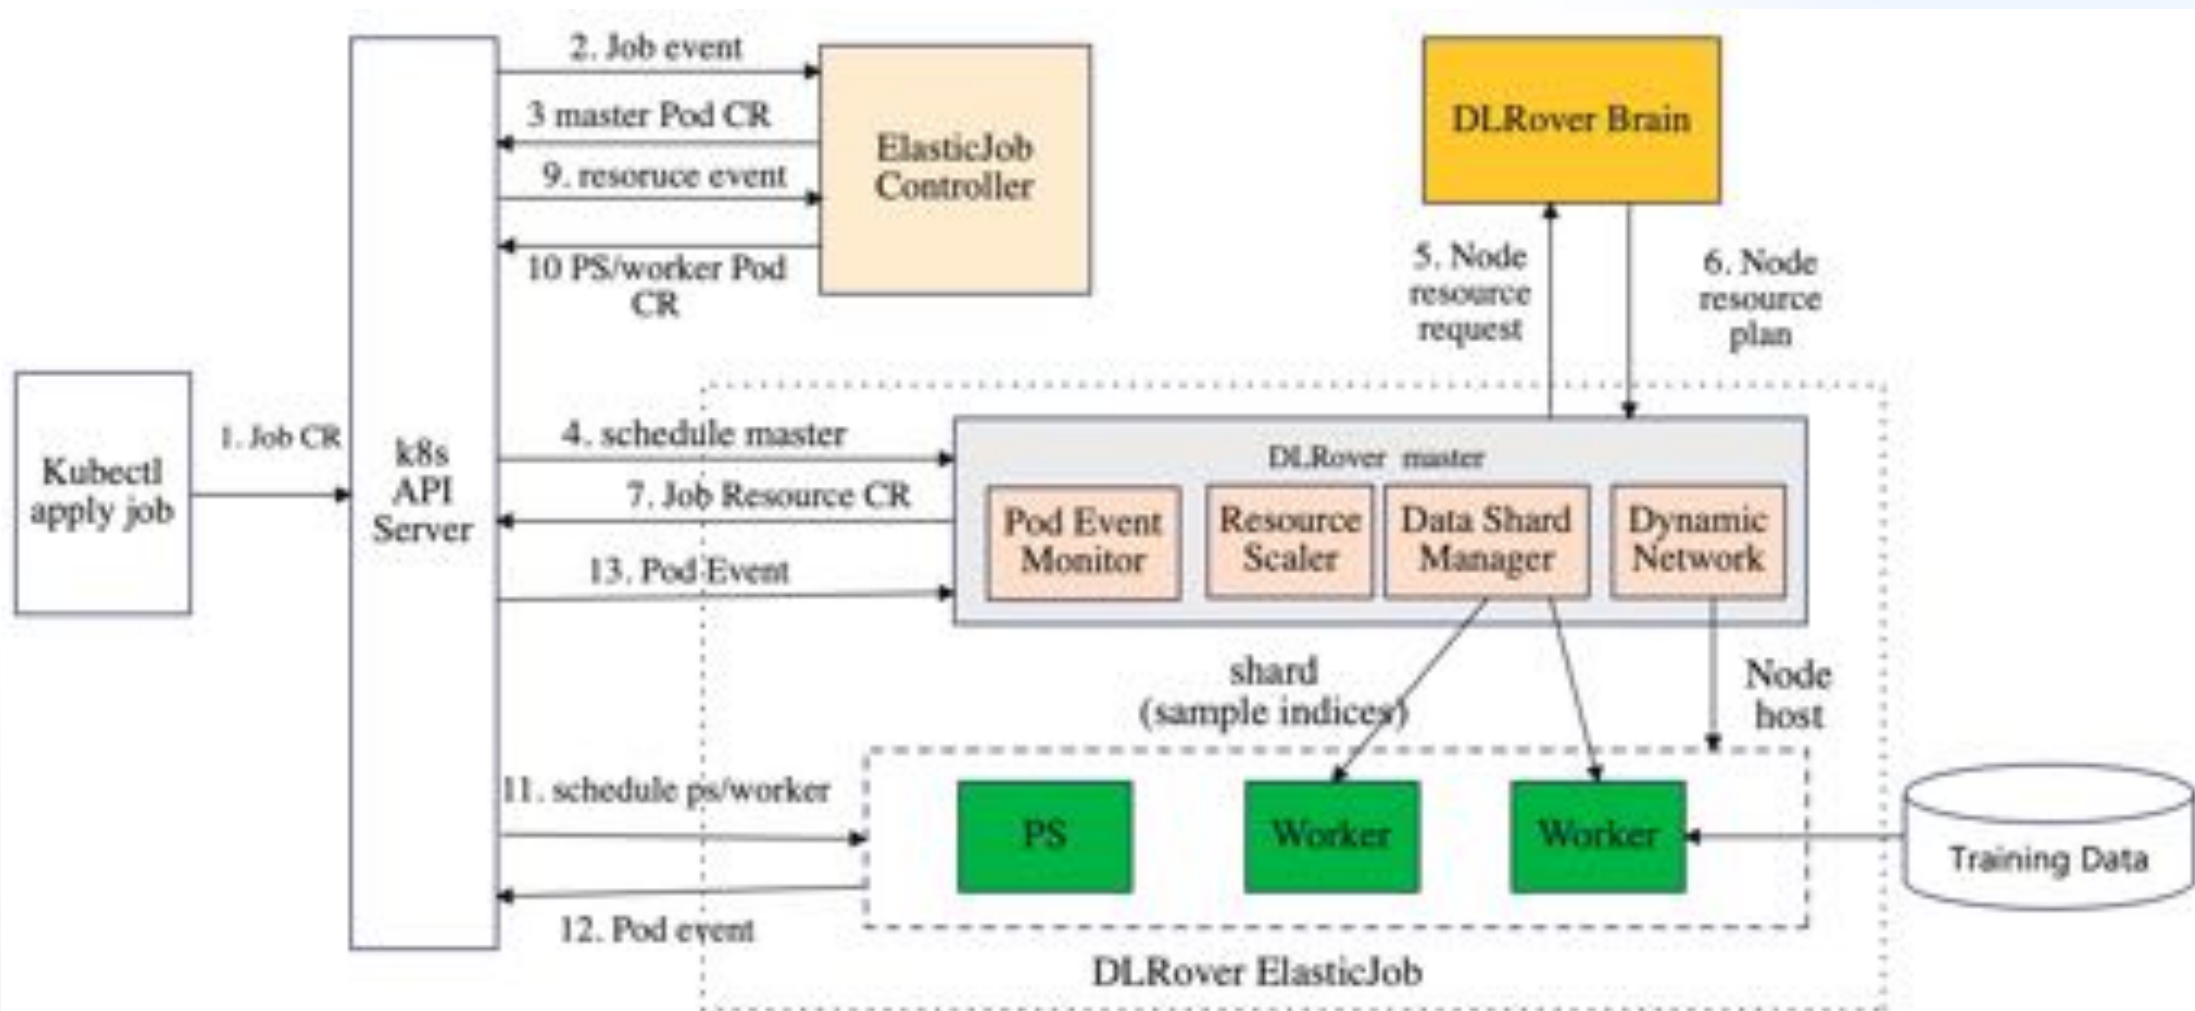 2. Job event
3 master Pod CR
9. resoruce event
10 PS/worker Pod
CR
ElasticJob
Controller
DLRover Brain
5. Node
resource
request
6. Node
resource
plan
Kubectl
apply job
1. Job CR
k8s
API
Server
4. schedule master
7. Job Resource CR
13. Pod Event
DLRover master
Pod Event
Monitor
Resource
Scaler
Data Shard
Manager
Dynamic
Network
shard
(sample indices)
Node
host
11. schedule ps/worker
12. Pod event
PS
Worker
Worker
Training Data
DLRover ElasticJob